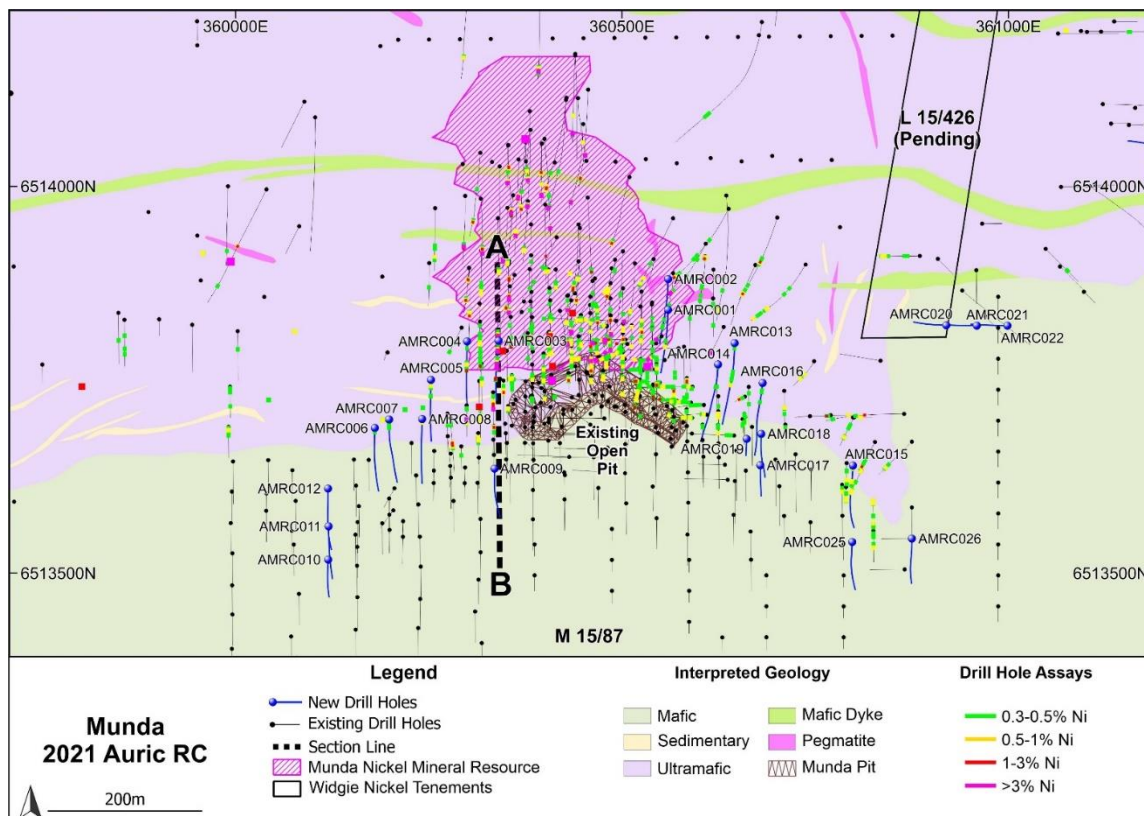 360000E
360500E
361000E
L 15/426
(Pending)
6514000N
6514000N
A
AMRC002
AMRC001
AMRC020
AMRC021
AMRC022
AMRC013
AMRC004
AMRC003
AMRC014
AMRC005
AMRC016
AMRC007
AMRC006
AMRC008
Existing
Open
Pit
AMRC018
AMRC019
AMRC017
AMRC015
AMRC009
AMRC012
AMRC011
AMRC010
AMRC025
AMRC026
6513500N
6513500N
B
M 15/87
Munda
2021 Auric RC
200m
Legend
New Drill Holes
Existing Drill Holes
Section Line
Munda Nickel Mineral Resource
Widgie Nickel Tenements
Interpreted Geology
Mafic
Sedimentary
Ultramafic
Mafic Dyke
Pegmatite
Munda Pit
Drill Hole Assays
0.3-0.5% Ni
0.5-1% Ni
1-3% Ni
>3% Ni